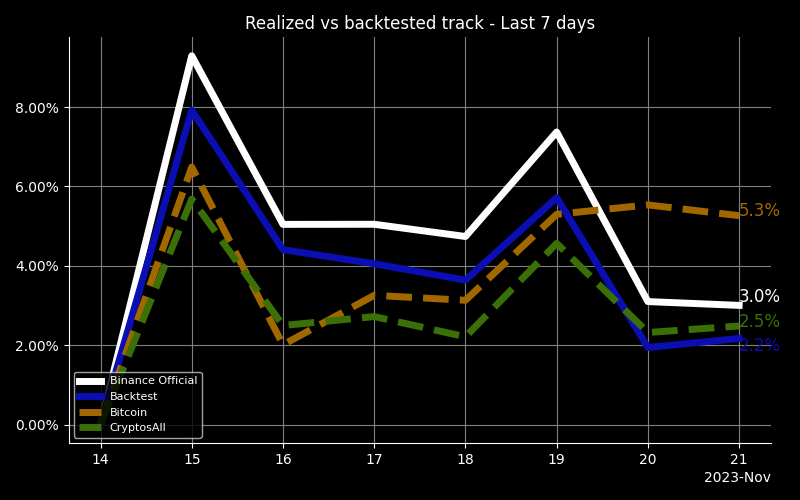 Realized vs backtested track - Last 7 days
8.00%
6.00%
4.00%
2.00%
0.00%
5.3%
3.0%
2.5%
2.2%
Binance Official
Backtest
Bitcoin
CryptosAll
14 15 16 17 18 19 20 21
2023-Nov